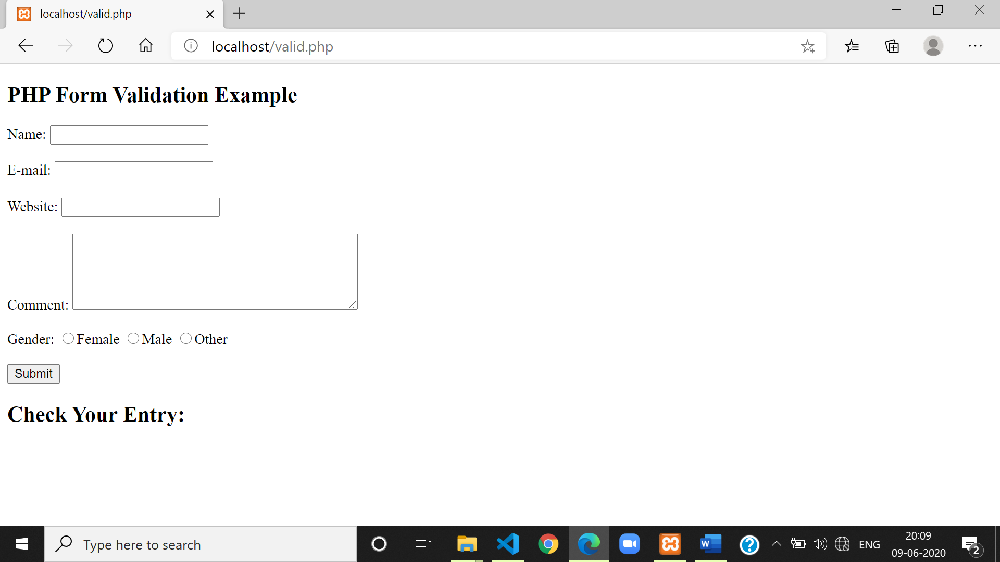 localhost/valid.php
localhost/valid.php
PHP Form Validation Example
Name:
E-mail:
Website:
Comment:
Gender: Female Male Other
Submit
Check Your Entry:
Type here to search
W
?
ENG
20:09
09-06-2020
2